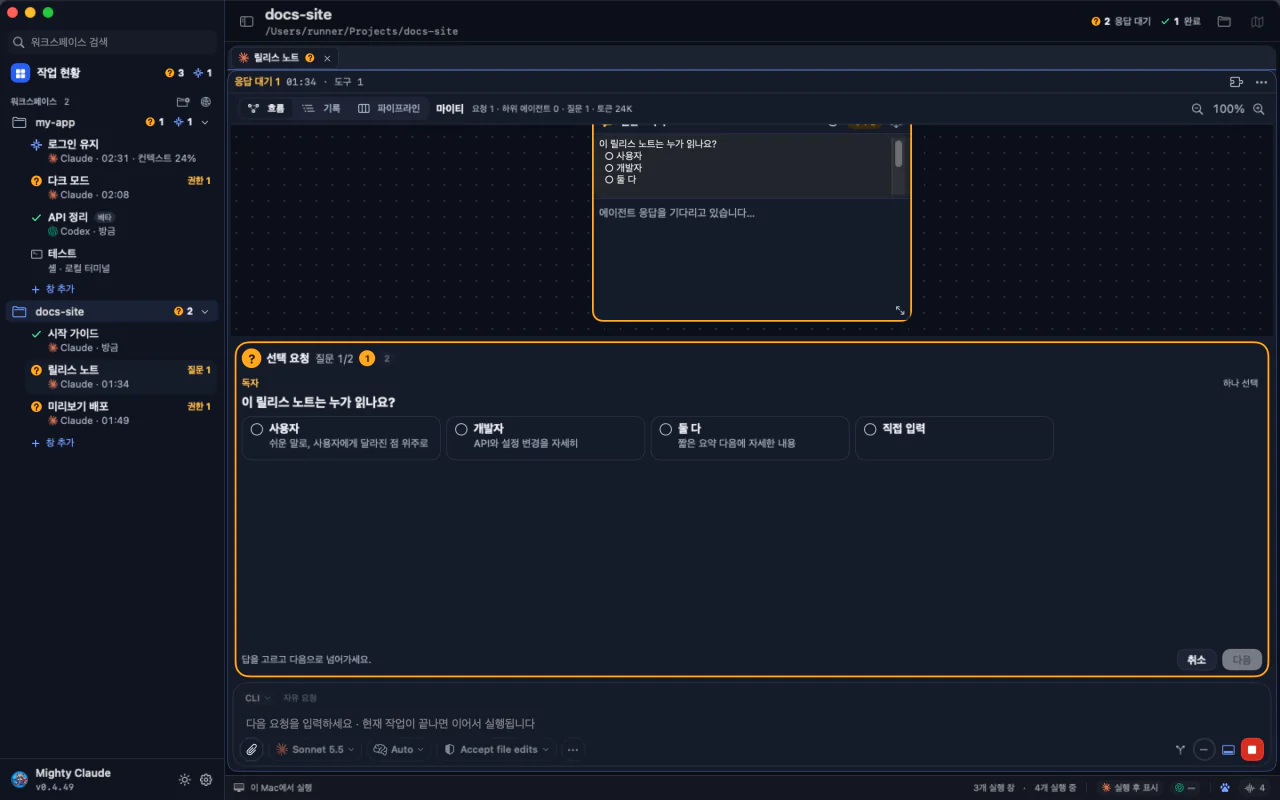 docs-site
/Users/runner/Projects/docs-site
2 응답 대기 1 완료
워크스페이스 검색
작업 현황 3 1
워크스페이스 2
my-app 1 1
로그인 유지
Claude · 02:31 · 컨텍스트 24%
다크 모드 권한 1
Claude · 02:08
API 정리 베타
Codex · 방금
테스트
셸 · 로컬 터미널
+ 창 추가
docs-site 2
시작 가이드
Claude · 방금
릴리스 노트 질문 1
Claude · 01:34
미리보기 배포 권한 1
Claude · 01:49
+ 창 추가
Mighty Claude
v0.4.49
릴리스 노트
응답 대기 1 01:34 · 도구 1
흐름 기록 파이프라인 마이티 요청 1 · 하위 에이전트 0 · 질문 1 · 토큰 24K
100%
이 릴리스 노트는 누가 읽나요?
사용자
개발자
둘 다
에이전트 응답을 기다리고 있습니다...
선택 요청 질문 1/2 1 2
독자 하나 선택
이 릴리스 노트는 누가 읽나요?
사용자
쉬운 말로, 사용자에게 달라진 점 위주로
개발자
API와 설정 변경을 자세히
둘 다
짧은 요약 다음에 자세한 내용
직접 입력
답을 고르고 다음으로 넘어가세요.
취소 다음
CLI 자유 요청
다음 요청을 입력하세요 · 현재 작업이 끝나면 이어서 실행됩니다
Sonnet 5.5 Auto Accept file edits
이 Mac에서 실행
3개 실행 창 · 4개 실행 중 실행 후 표시 4